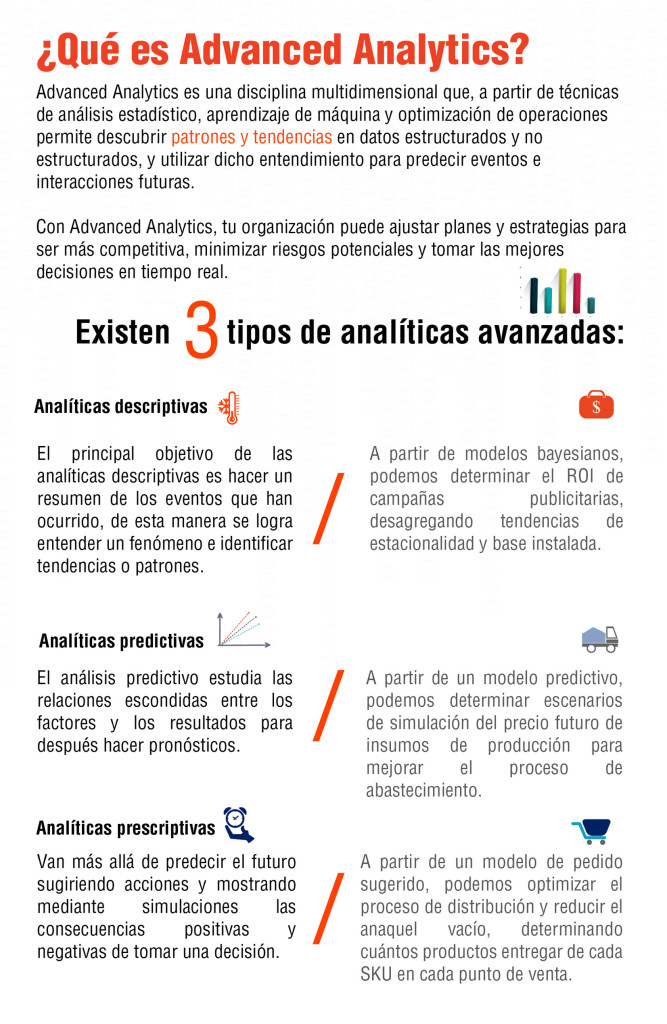 ¿Qué es Advanced Analytics?
Advanced Analytics es una disciplina multidimensional que, a partir de técnicas
de análisis estadístico, aprendizaje de máquina y optimización de operaciones
permite descubrir patrones y tendencias en datos estructurados y no
estructurados, y utilizar dicho entendimiento para predecir eventos e
interacciones futuras.
Con Advanced Analytics, tu organización puede ajustar planes y estrategias para
ser más competitiva, minimizar riesgos potenciales y tomar las mejores
decisiones en tiempo real.
Existen 3 tipos de analíticas avanzadas:
Analíticas descriptivas
$
El principal objetivo de las
analíticas descriptivas es hacer un
resumen de los eventos que han
ocurrido, de esta manera se logra
entender un fenómeno e identificar
tendencias o patrones.
/
A partir de modelos bayesianos,
podemos determinar el ROI de
campañas publicitarias,
desagregando tendencias de
estacionalidad y base instalada.
Analíticas predictivas
El análisis predictivo estudia las
relaciones escondidas entre los
factores y los resultados para
después hacer pronósticos.
/
A partir de un modelo predictivo,
podemos determinar escenarios
de simulación del precio futuro de
insumos de producción para
mejorar el proceso de
abastecimiento.
Analíticas prescriptivas
Van más allá de predecir el futuro
sugiriendo acciones y mostrando
mediante simulaciones las
consecuencias positivas y
negativas de tomar una decisión.
/
A partir de un modelo de pedido
sugerido, podemos optimizar el
proceso de distribución y reducir el
anaquel vacío, determinando
cuántos productos entregar de cada
SKU en cada punto de venta.